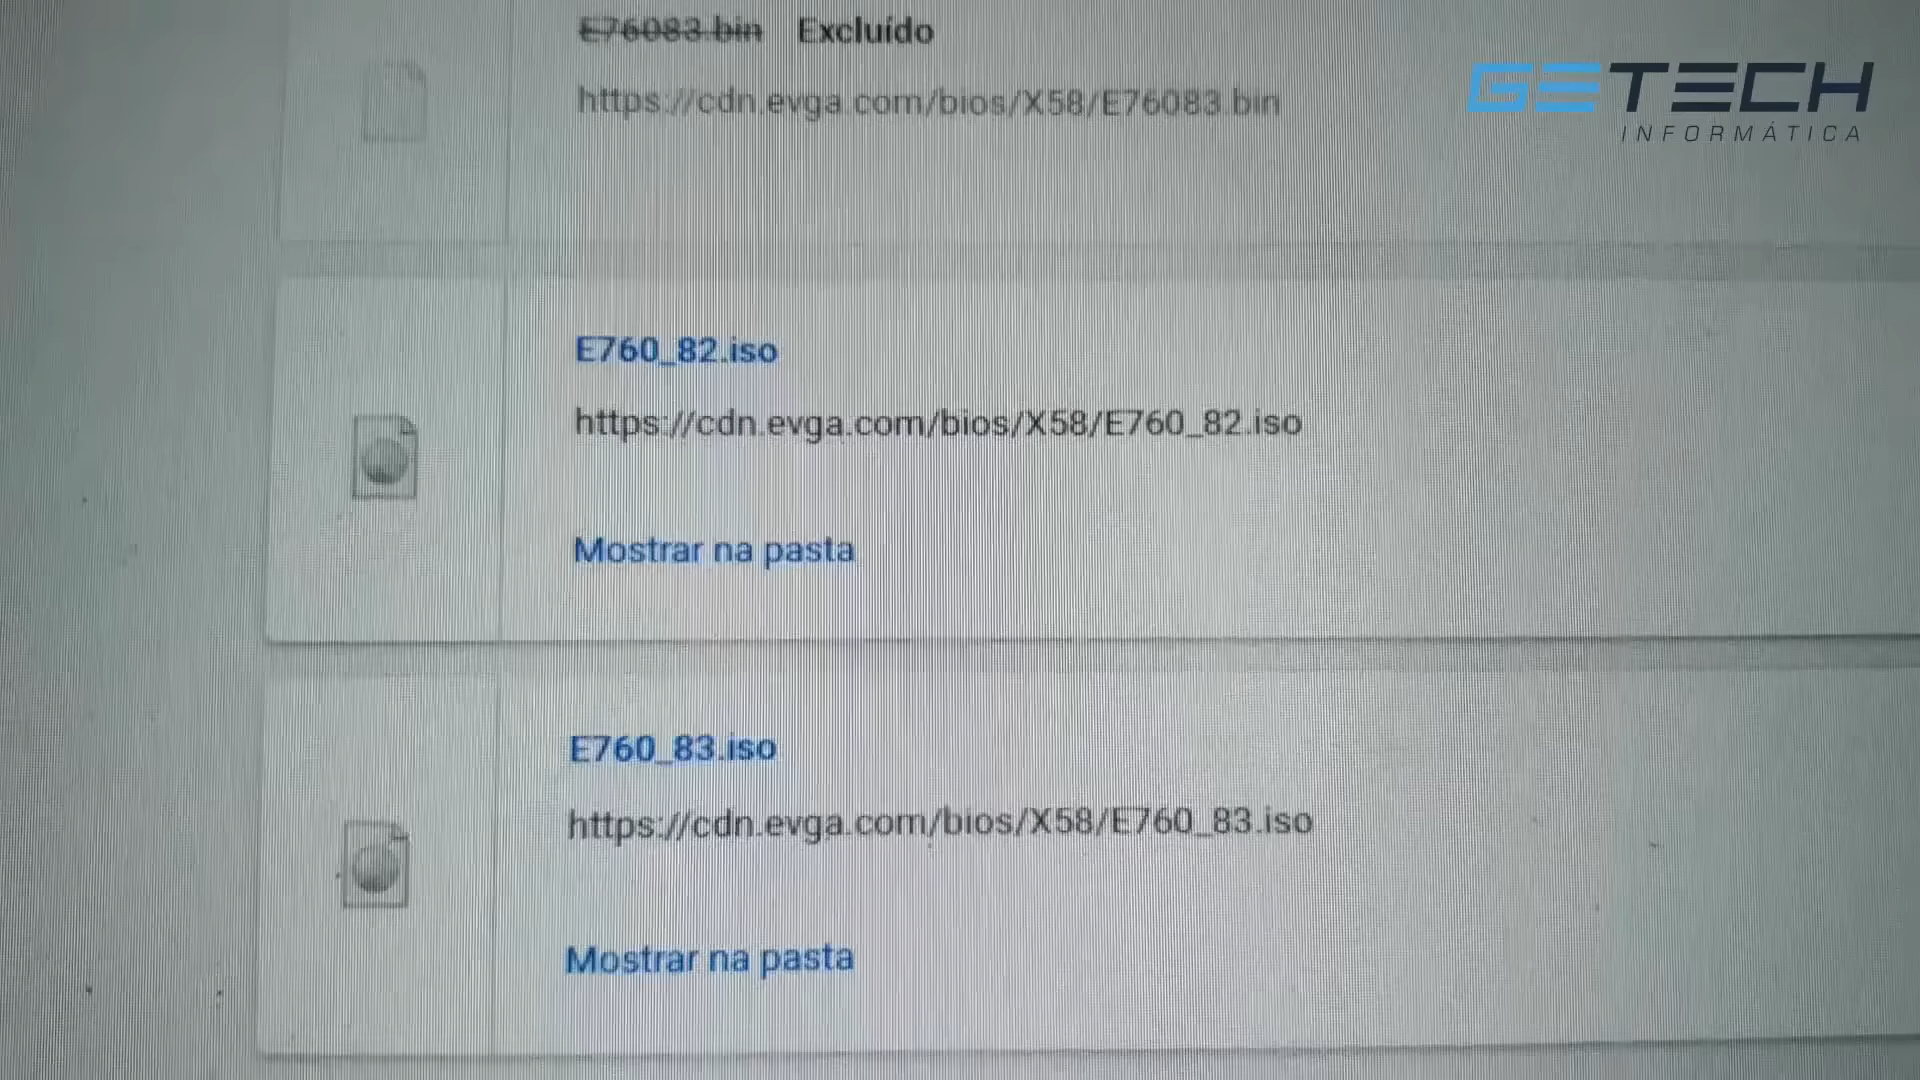 E76083.bin Excluído
https://cdn.evga.com/bios/X58/E76083.bin
GETECH
INFORMÁTICA
E760_82.iso
https://cdn.evga.com/bios/X58/E760_82.iso
Mostrar na pasta
E760_83.iso
https://cdn.evga.com/bios/X58/E760_83.iso
Mostrar na pasta